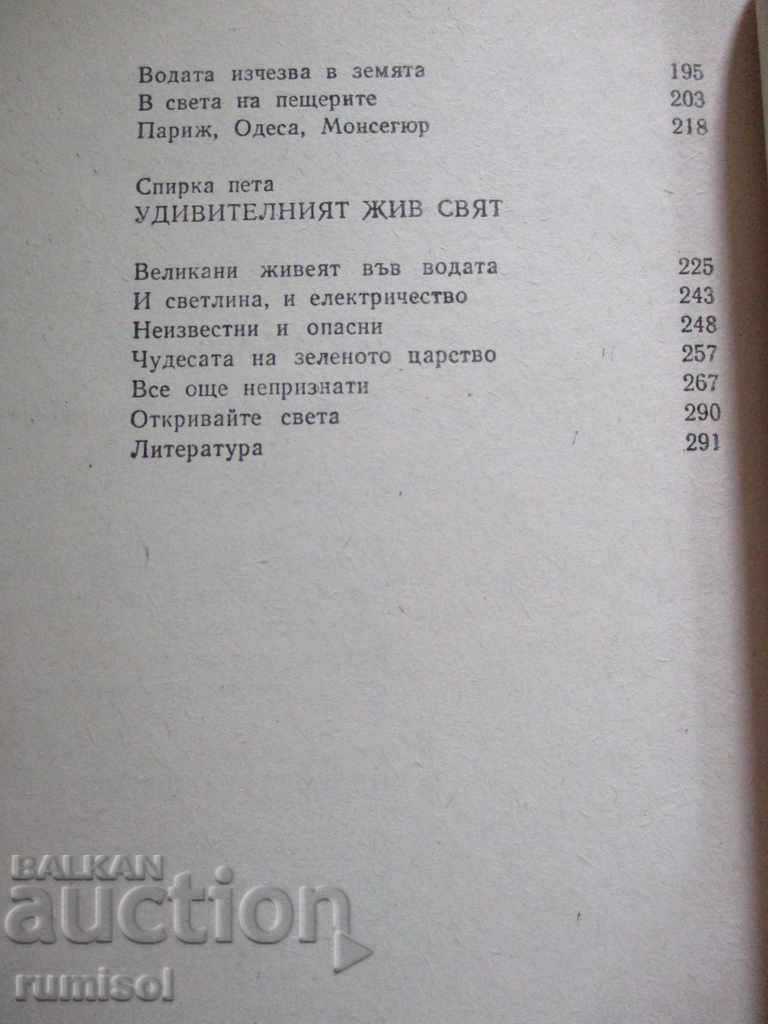 Водата изчезва в земята 195
В света на пещерите 203
Париж, Одеса, Монсегюр 218
Спирка пета
УДИВИТЕЛНИЯТ ЖИВ СВЯТ
Великани живеят във водата 225
И светлина, и електричество 243
Неизвестни и опасни 248
Чудесата на зеленото царство 257
Все още непризнати 267
Откривайте света 290
Литература 291
BALKAN
auction
rumisol